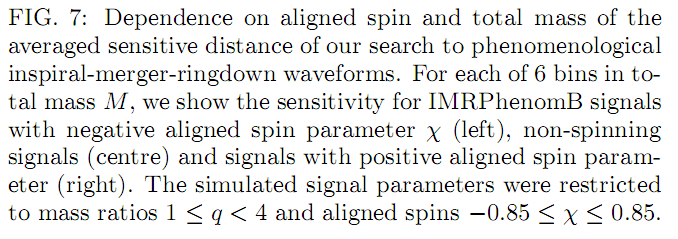 FIG. 7: Dependence on aligned spin and total mass of the
averaged sensitive distance of our search to phenomenological
inspiral-merger-ringdown waveforms. For each of 6 bins in to-
tal mass M, we show the sensitivity for IMRPhenomB signals
with negative aligned spin parameter χ (left), non-spinning
signals (centre) and signals with positive aligned spin param-
eter (right). The simulated signal parameters were restricted
to mass ratios 1 ≤ q < 4 and aligned spins −0.85 ≤ χ ≤ 0.85.